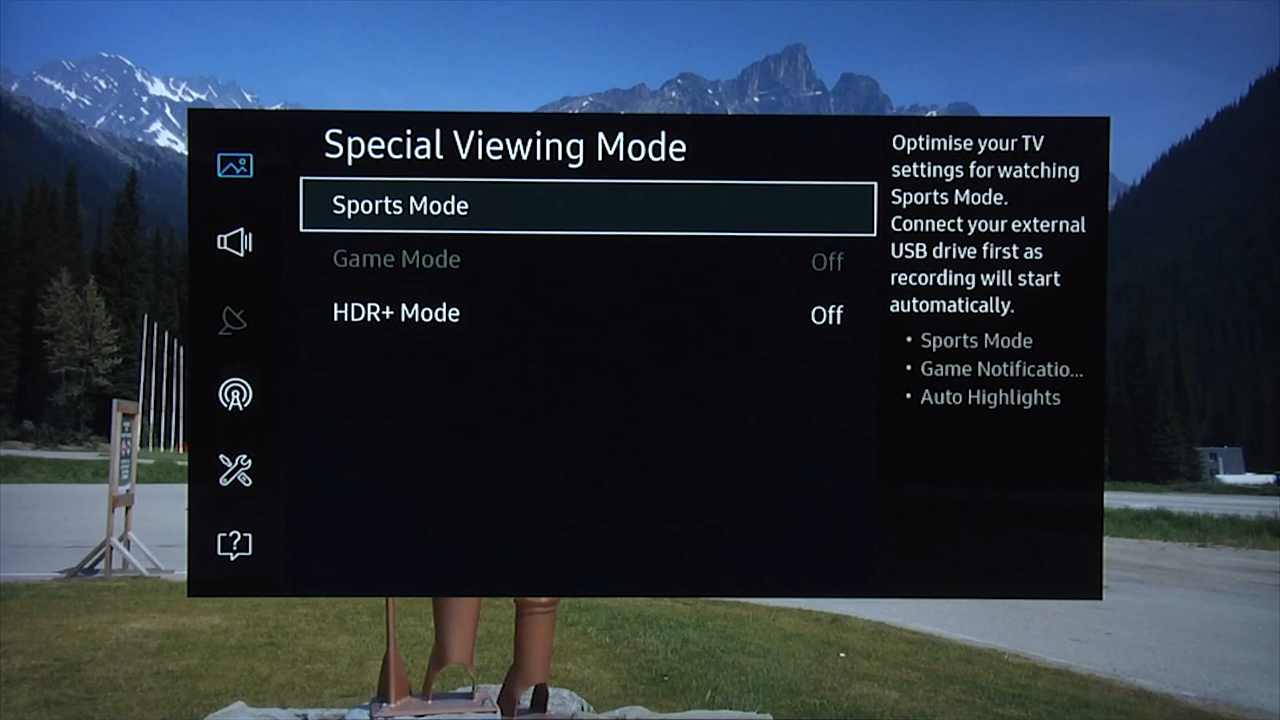 Special Viewing Mode
Sports Mode
Game Mode Off
HDR+ Mode Off
Optimise your TV
settings for watching
Sports Mode.
Connect your external
USB drive first as
recording will start
automatically.
• Sports Mode
• Game Notificatio...
• Auto Highlights